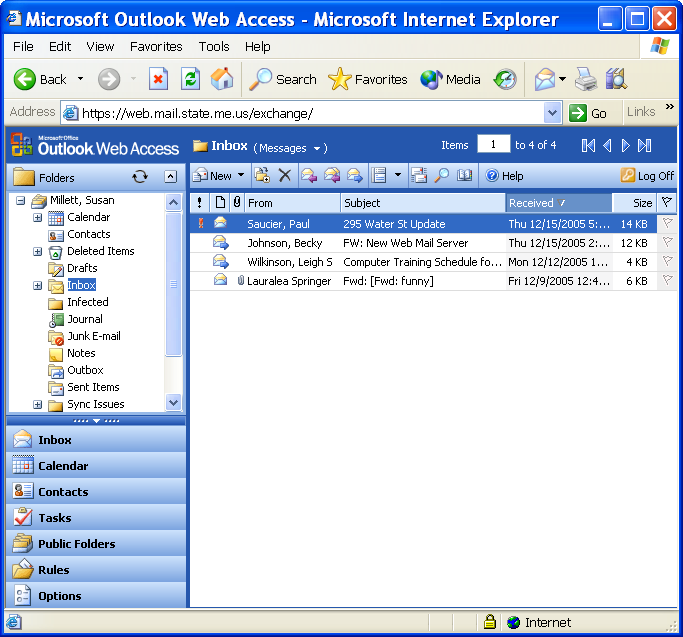 Microsoft Outlook Web Access - Microsoft Internet Explorer
File Edit View Favorites Tools Help
Back Search Favorites Media
Address https://web.mail.state.me.us/exchange/ Go Links »
Microsoft Office
Outlook Web Access
Inbox (Messages) Items 1 to 4 of 4
Folders
New Help Log Off
! From Subject Received Size
Saucier, Paul 295 Water St Update Thu 12/15/2005 5:... 14 KB
Johnson, Becky FW: New Web Mail Server Thu 12/15/2005 2:... 12 KB
Wilkinson, Leigh S Computer Training Schedule fo... Mon 12/12/2005 1... 4 KB
Lauralea Springer Fwd: [Fwd: funny] Fri 12/9/2005 12:4... 6 KB
Millett, Susan
Calendar
Contacts
Deleted Items
Drafts
Inbox
Infected
Journal
Junk E-mail
Notes
Outbox
Sent Items
Sync Issues
Inbox
Calendar
Contacts
Tasks
Public Folders
Rules
Options
Internet